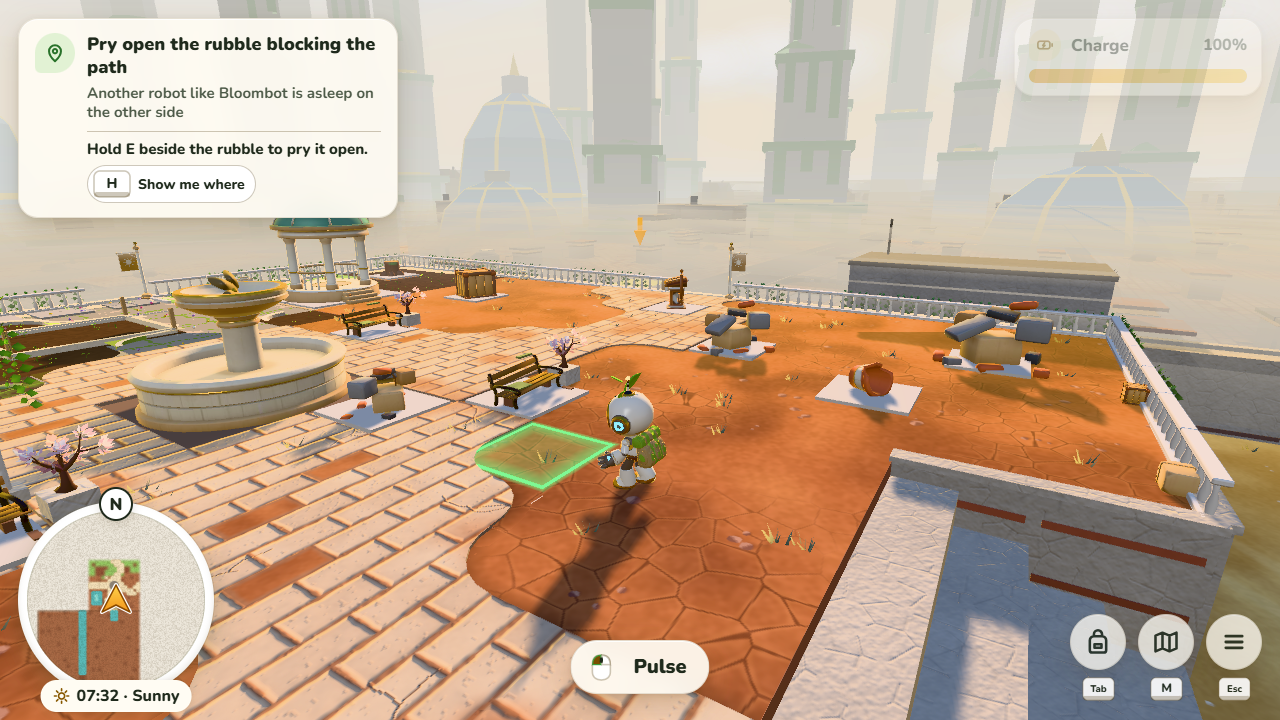 Pry open the rubble blocking the
path
Another robot like Bloombot is asleep on
the other side
Hold E beside the rubble to pry it open.
H Show me where
Charge 100%
N
07:32 · Sunny
Pulse
Tab
M
Esc